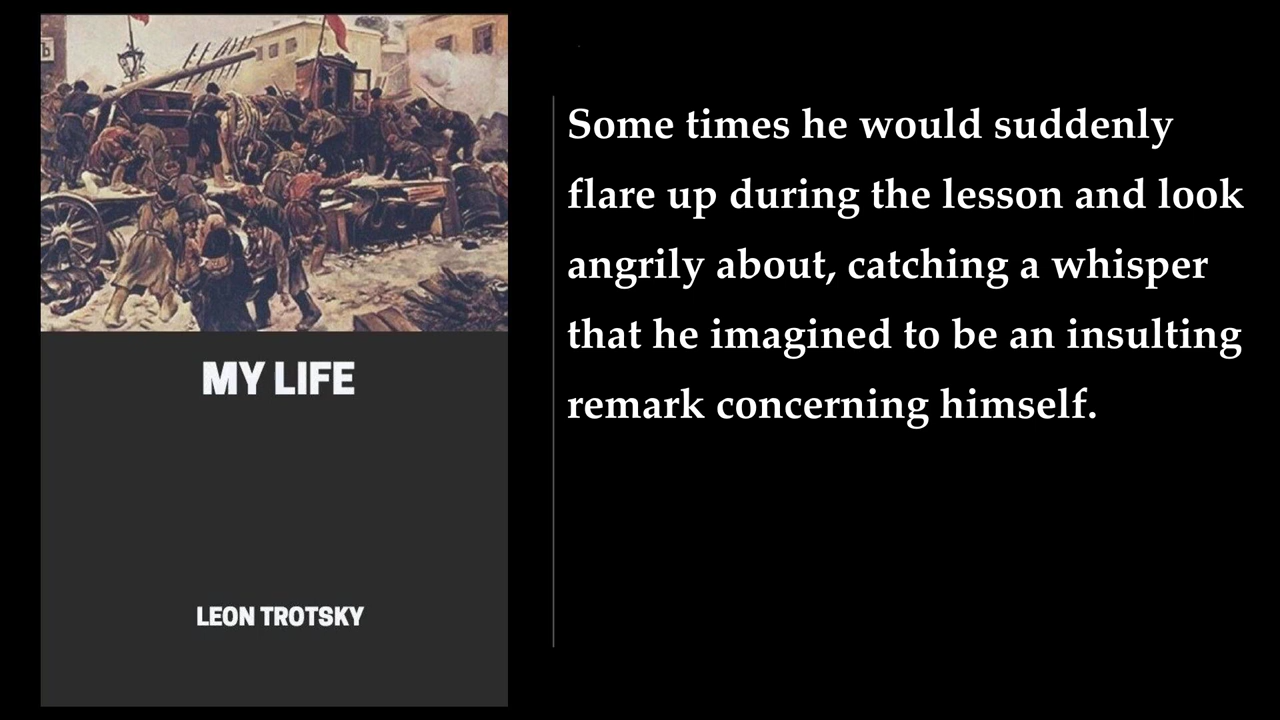 MY LIFE
LEON TROTSKY
Some times he would suddenly
flare up during the lesson and look
angrily about, catching a whisper
that he imagined to be an insulting
remark concerning himself.